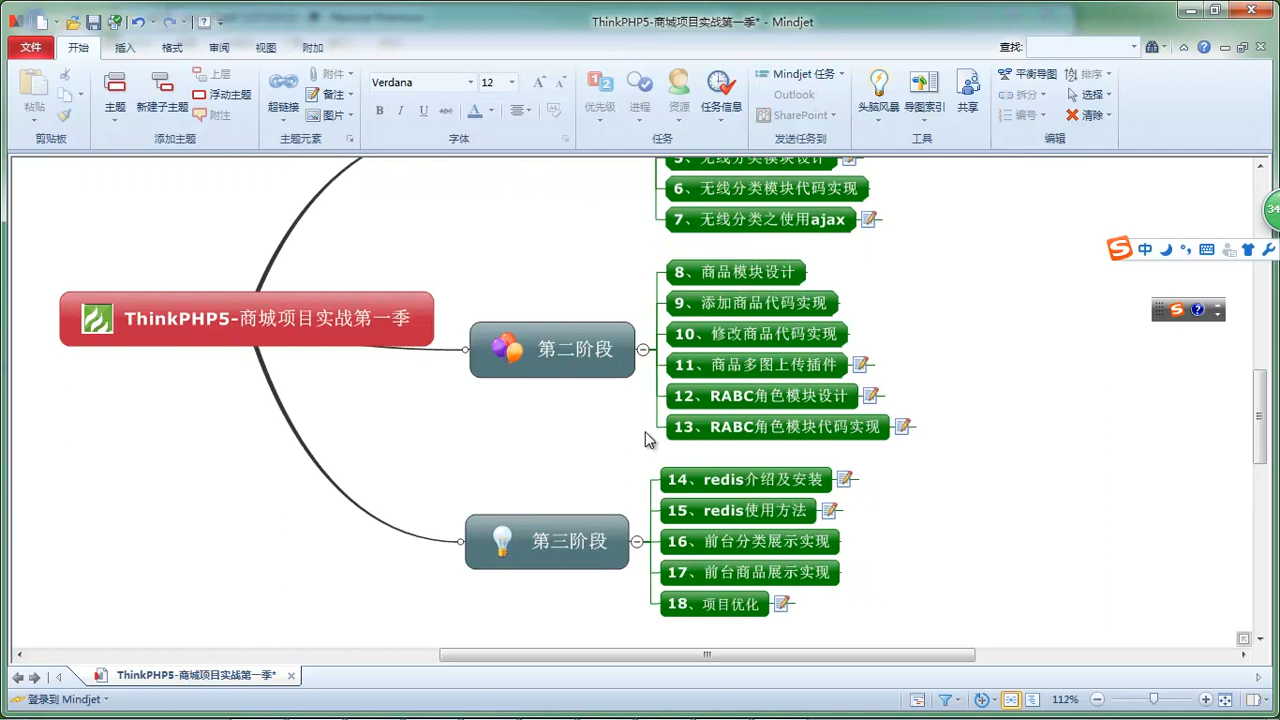 ThinkPHP5-商城项目实战第一季* - Mindjet
文件 开始 插入 格式 审阅 视图 附加 查找:
粘贴 主题 新建子主题 上层 浮动主题 附注 超链接 附件 备注 图片 Verdana 12 B I U abc A 优先级 进程 资源 任务信息 Mindjet 任务 Outlook SharePoint 头脑风暴 导图索引 共享 平衡导图 排序 拆分 选择 编号 清除
剪贴板 添加主题 主题元素 字体 任务 发送任务到 工具 编辑
5、无线分类模块设计
6、无线分类模块代码实现
7、无线分类之使用ajax
34
中
8、商品模块设计
9、添加商品代码实现
ThinkPHP5-商城项目实战第一季
10、修改商品代码实现
第二阶段
11、商品多图上传插件
12、RABC角色模块设计
13、RABC角色模块代码实现
14、redis介绍及安装
15、redis使用方法
第三阶段
16、前台分类展示实现
17、前台商品展示实现
18、项目优化
ThinkPHP5-商城项目实战第一季*
登录到 Mindjet 112%